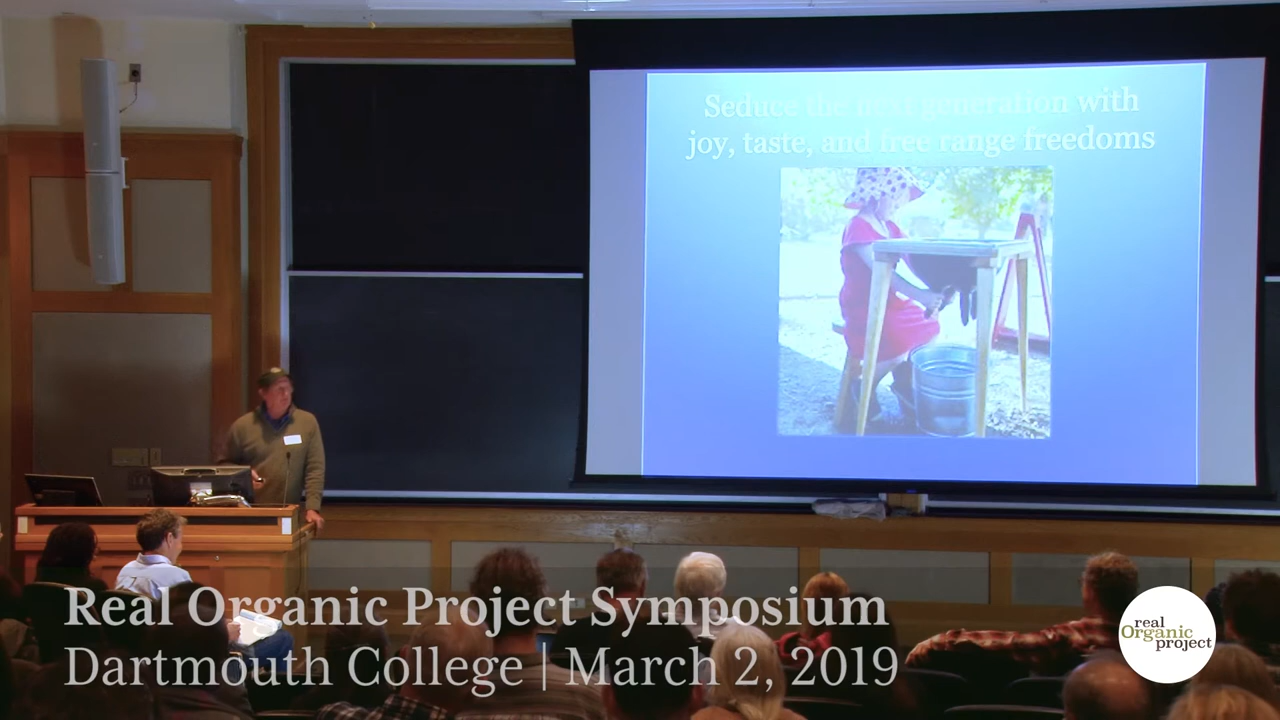 Seduce the next generation with
joy, taste, and free range freedoms
Real Organic Project Symposium
Dartmouth College | March 2, 2019
real
Organic
project